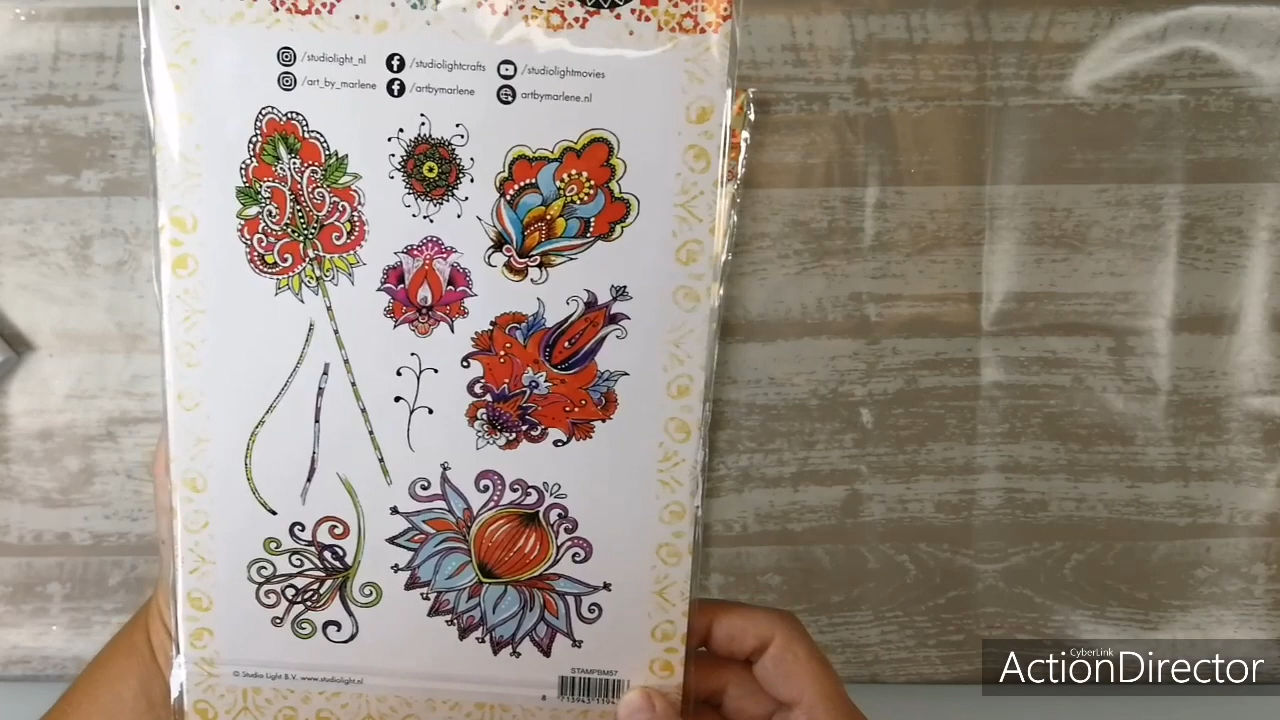 /studiolight_nl /studiolightcrafts /studiolightmovies
/art_by_marlene /artbymarlene artbymarlene.nl
© Studio Light B.V. www.studiolight.nl
STAMPBM57
CyberLink
ActionDirector